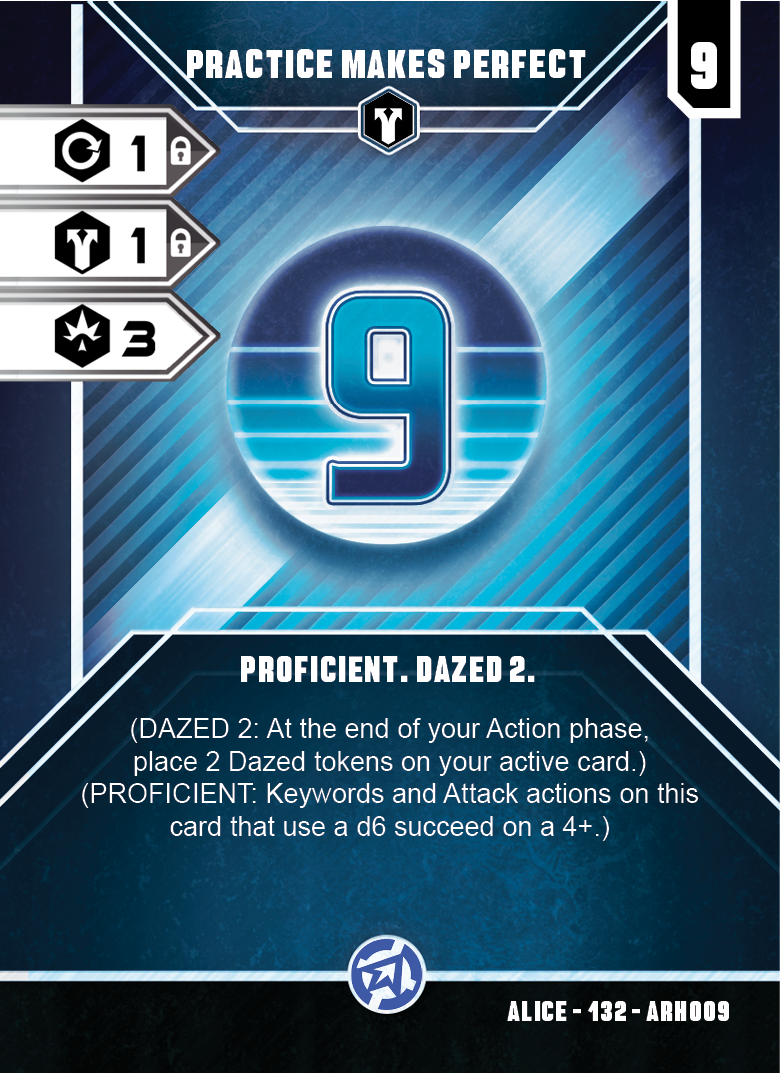 PRACTICE MAKES PERFECT
9
1
1
3
9
PROFICIENT. DAZED 2.
(DAZED 2: At the end of your Action phase,
place 2 Dazed tokens on your active card.)
(PROFICIENT: Keywords and Attack actions on this
card that use a d6 succeed on a 4+.)
ALICE - 132 - ARH009